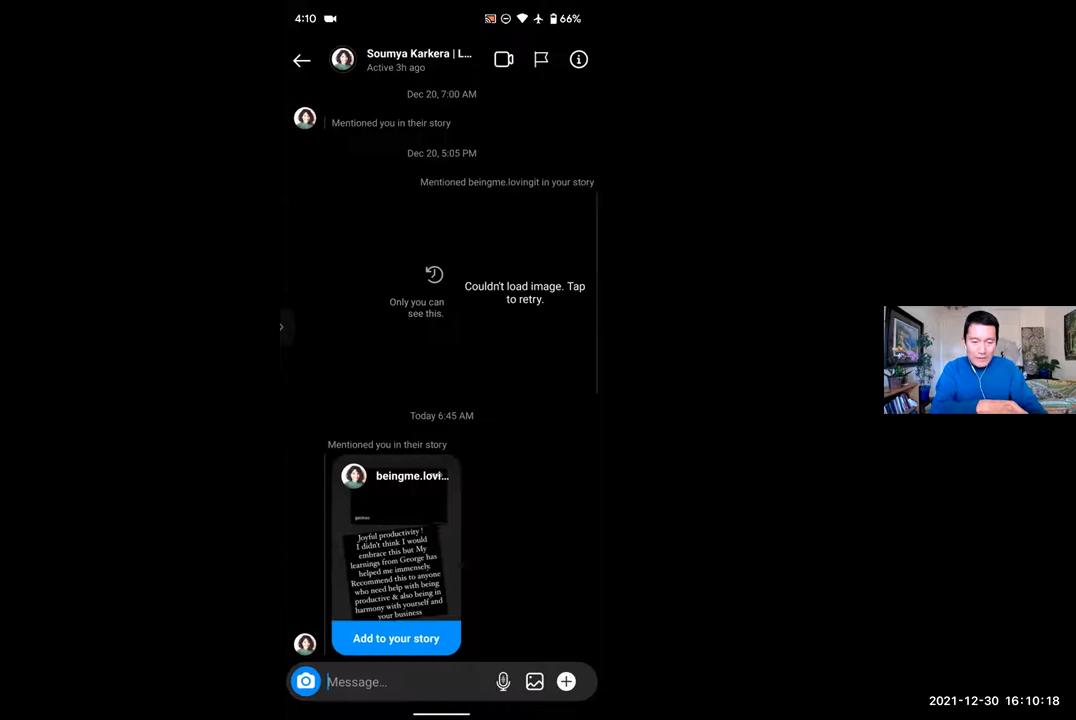 4:10
66%
Soumya Karkera | L...
Active 3h ago
Dec 20, 7:00 AM
Mentioned you in their story
Dec 20, 5:05 PM
Mentioned beingme.lovingit in your story
Only you can
see this.
Couldn't load image. Tap
to retry.
Today 6:45 AM
Mentioned you in their story
beingme.lovi...
Joyful productivity !
I didn't think I would
embrace this but My
learnings from George has
helped me immensely.
Recommend this to anyone
who need help with being
productive & also being in
harmony with yourself and
your business
Add to your story
Message...
2021-12-30 16:10:18